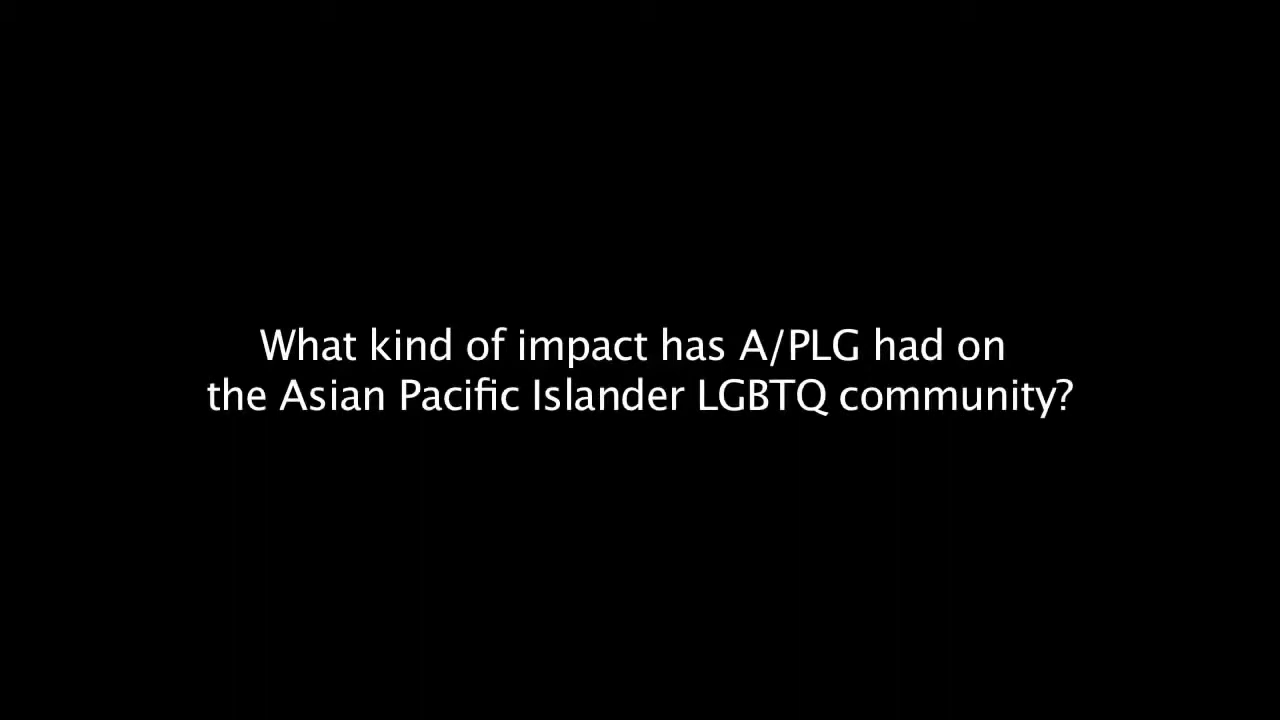 What kind of impact has A/PLG had on
the Asian Pacific Islander LGBTQ community?